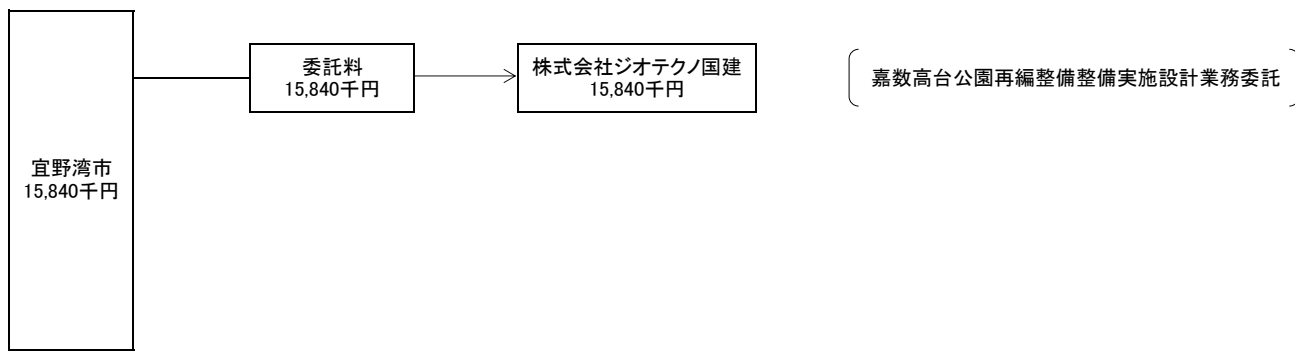 宜野湾市
15,840千円
委託料
15,840千円
株式会社ジオテクノ国建
15,840千円
嘉数高台公園再編整備整備実施設計業務委託